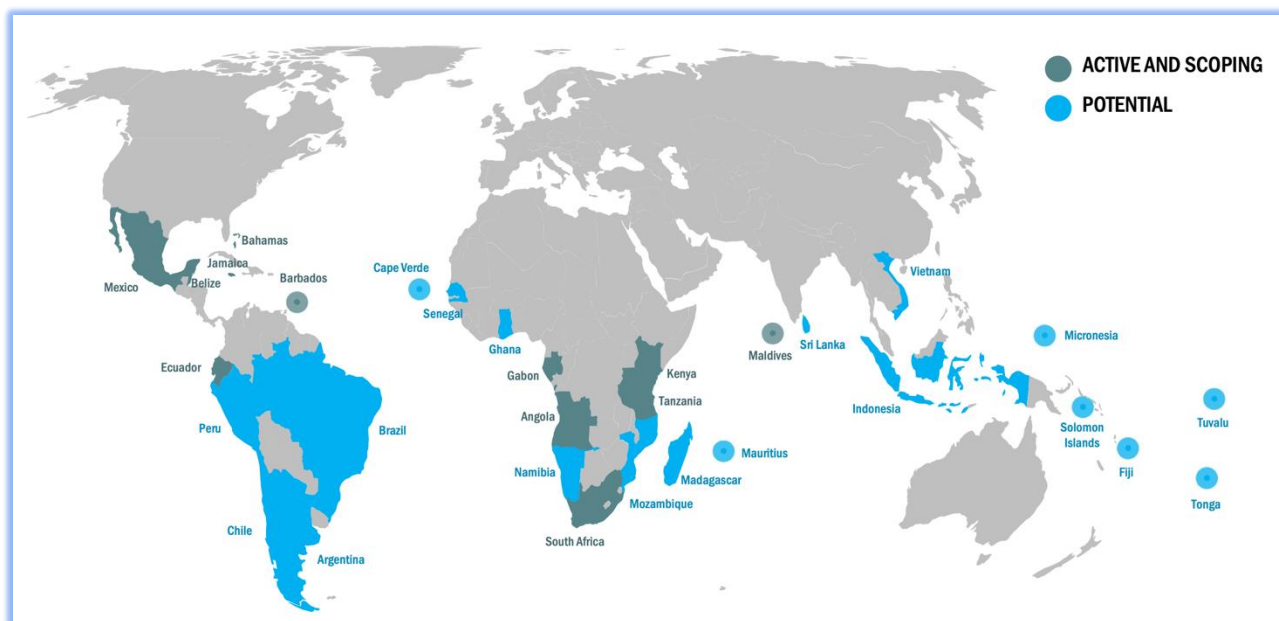 ACTIVE AND SCOPING
POTENTIAL
Bahamas
Jamaica
Cape Verde
Barbados
Belize
Mexico
Vietnam
Senegal
Ghana
Maldives
Sri Lanka
Micronesia
Ecuador
Gabon
Kenya
Tanzania
Angola
Indonesia
Tuvalu
Peru
Brazil
Solomon
Islands
Fiji
Mauritius
Namibia
Madagascar
Mozambique
Tonga
Chile
South Africa
Argentina